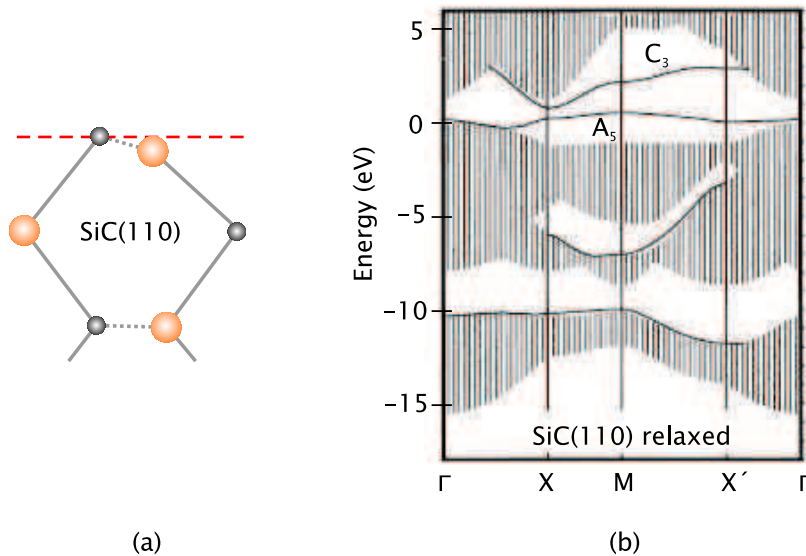 SiC(110)
(a)
Energy (eV)
5
0
−5
−10
−15
C₃
A₅
SiC(110) relaxed
Γ X M X´ Γ
(b)